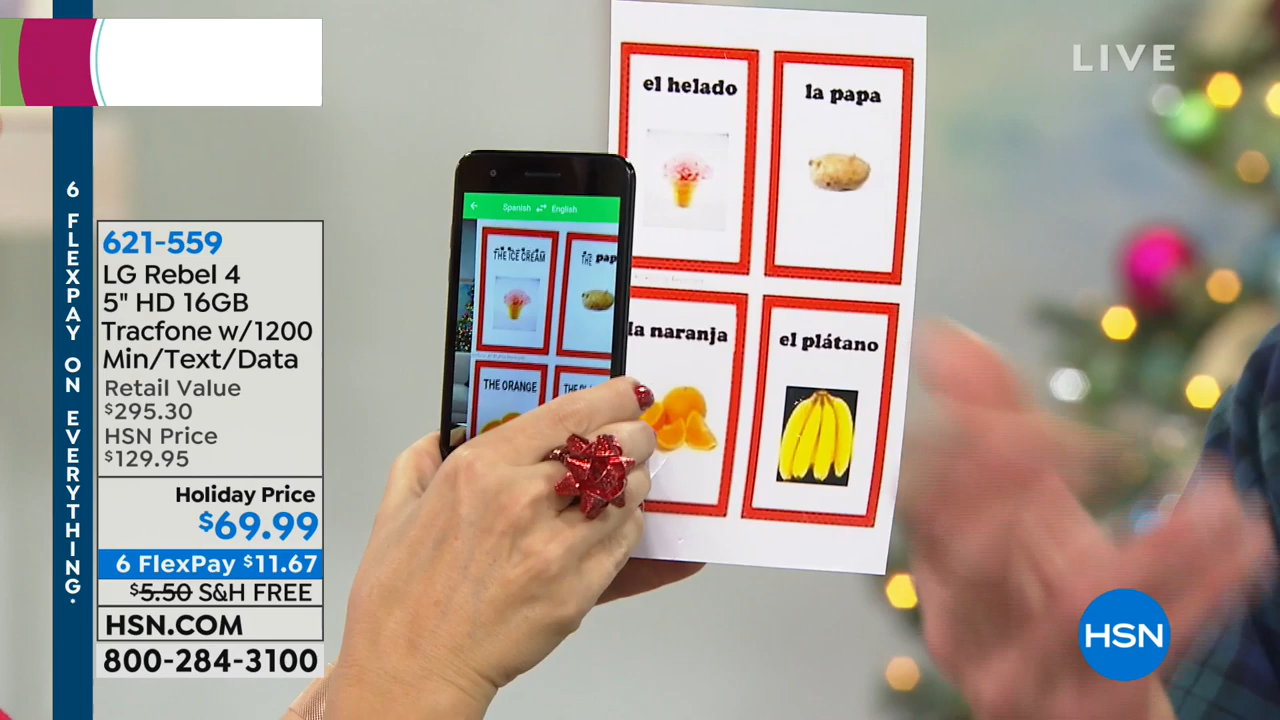 6 FLEXPAY ON EVERYTHING.*
621-559
LG Rebel 4
5" HD 16GB
Tracfone w/1200
Min/Text/Data
Retail Value
$295.30
HSN Price
$129.95
Holiday Price
$69.99
6 FlexPay $11.67
$5.50 S&H FREE
HSN.COM
800-284-3100
LIVE
el helado
la papa
la naranja
el plátano
Spanish English
THE ICE CREAM
THE pap
THE ORANGE
HSN